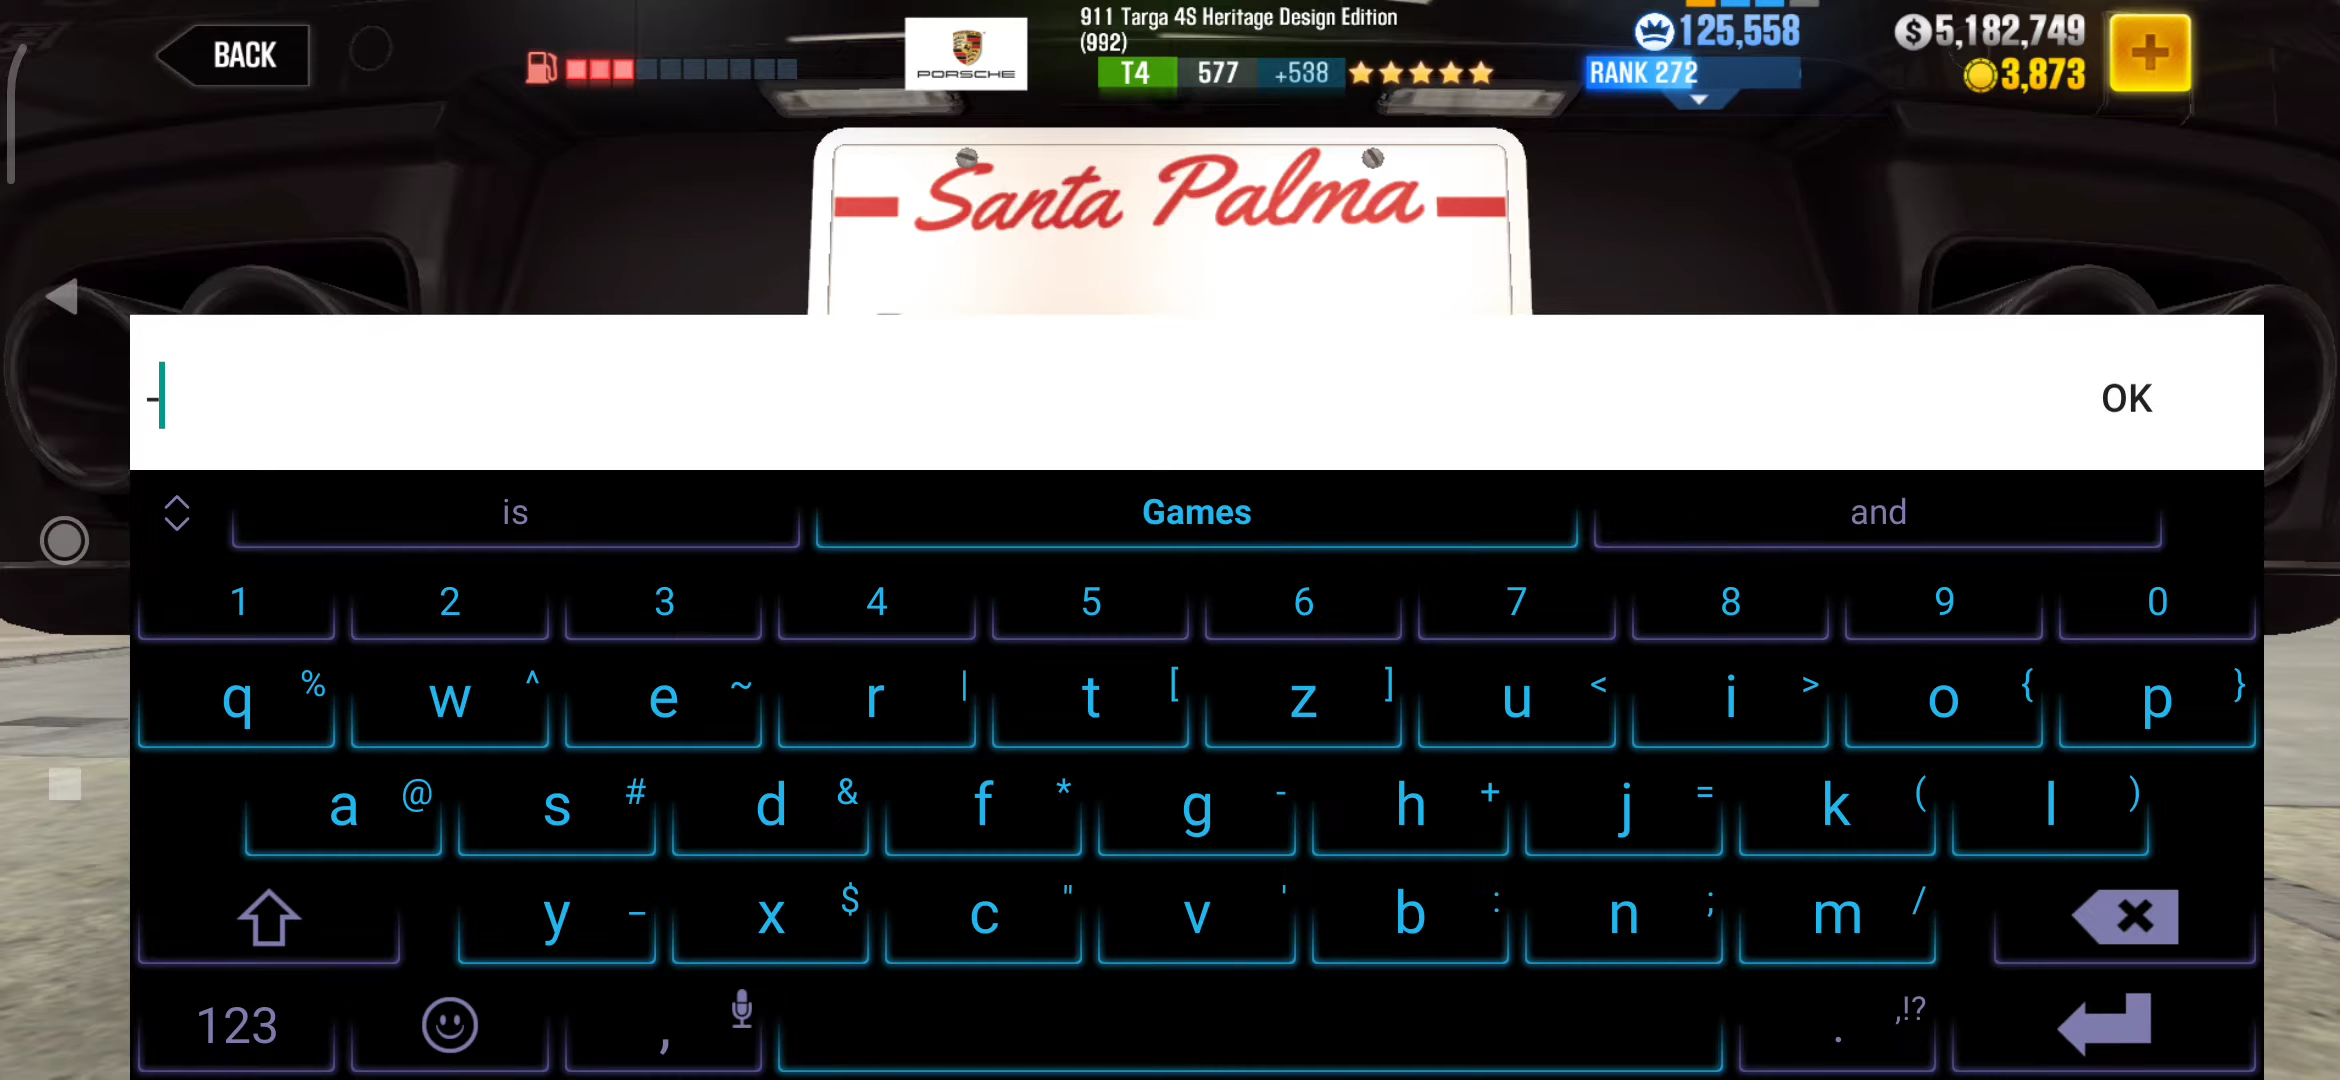 BACK
PORSCHE
911 Targa 4S Heritage Design Edition
(992)
T4 577 +538
125,558
RANK 272
$ 5,182,749
3,873
+
Santa Palma
-
OK
is Games and
1 2 3 4 5 6 7 8 9 0
q % w ^ e ~ r | t [ z ] u < i > o { p }
a @ s # d & f * g - h + j = k ( l )
y _ x $ c " v ' b : n ; m /
123 , . ,!?